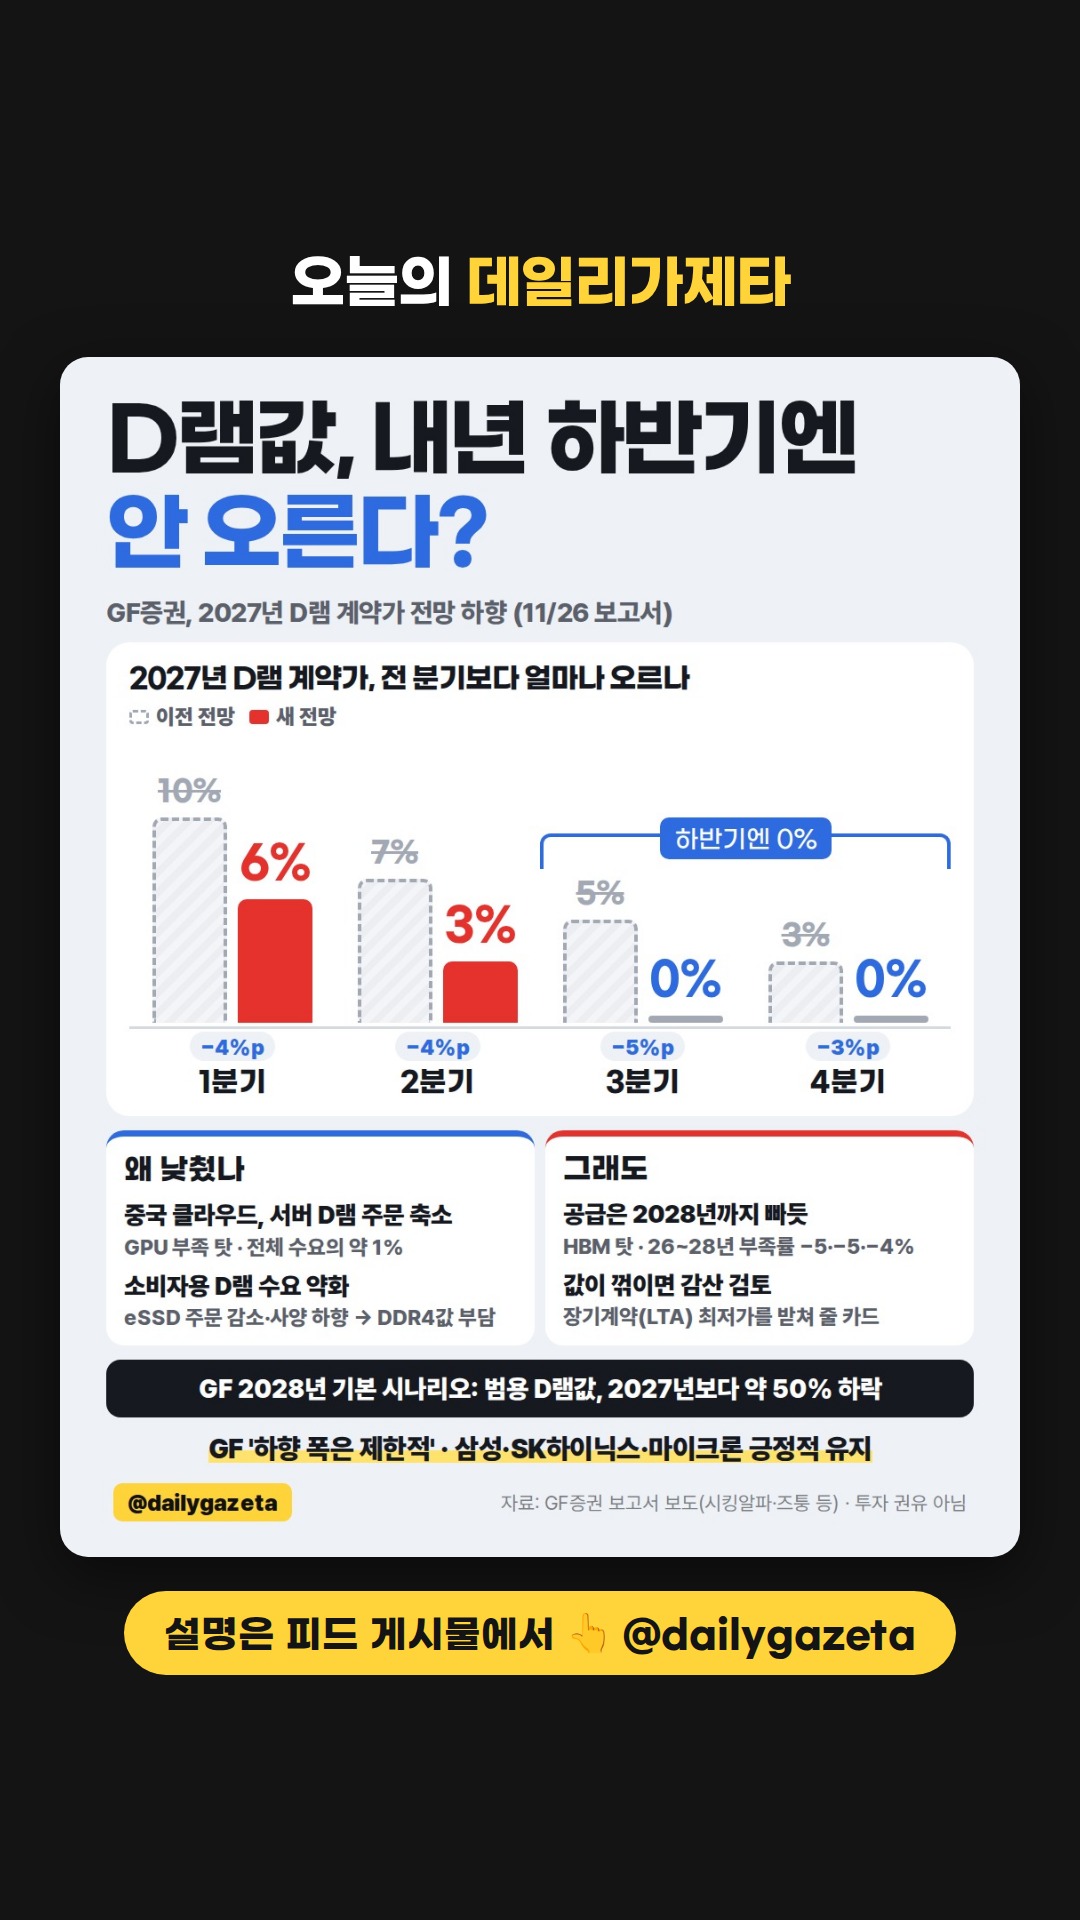 오늘의 데일리가제타
D램값, 내년 하반기엔
안 오른다?
GF증권, 2027년 D램 계약가 전망 하향 (11/26 보고서)
2027년 D램 계약가, 전 분기보다 얼마나 오르나
이전 전망 새 전망
10%
6%
7%
3%
하반기엔 0%
5%
0%
3%
0%
-4%p -4%p -5%p -3%p
1분기 2분기 3분기 4분기
왜 낮췄나
중국 클라우드, 서버 D램 주문 축소
GPU 부족 탓 · 전체 수요의 약 1%
소비자용 D램 수요 약화
eSSD 주문 감소·사양 하향 → DDR4값 부담
그래도
공급은 2028년까지 빠듯
HBM 탓 · 26~28년 부족률 -5·-5·-4%
값이 꺾이면 감산 검토
장기계약(LTA) 최저가를 받쳐 줄 카드
GF 2028년 기본 시나리오: 범용 D램값, 2027년보다 약 50% 하락
GF '하향 폭은 제한적' · 삼성·SK하이닉스·마이크론 긍정적 유지
@dailygazeta
자료: GF증권 보고서 보도(시킹알파·즈퉁 등) · 투자 권유 아님
설명은 피드 게시물에서 👆 @dailygazeta